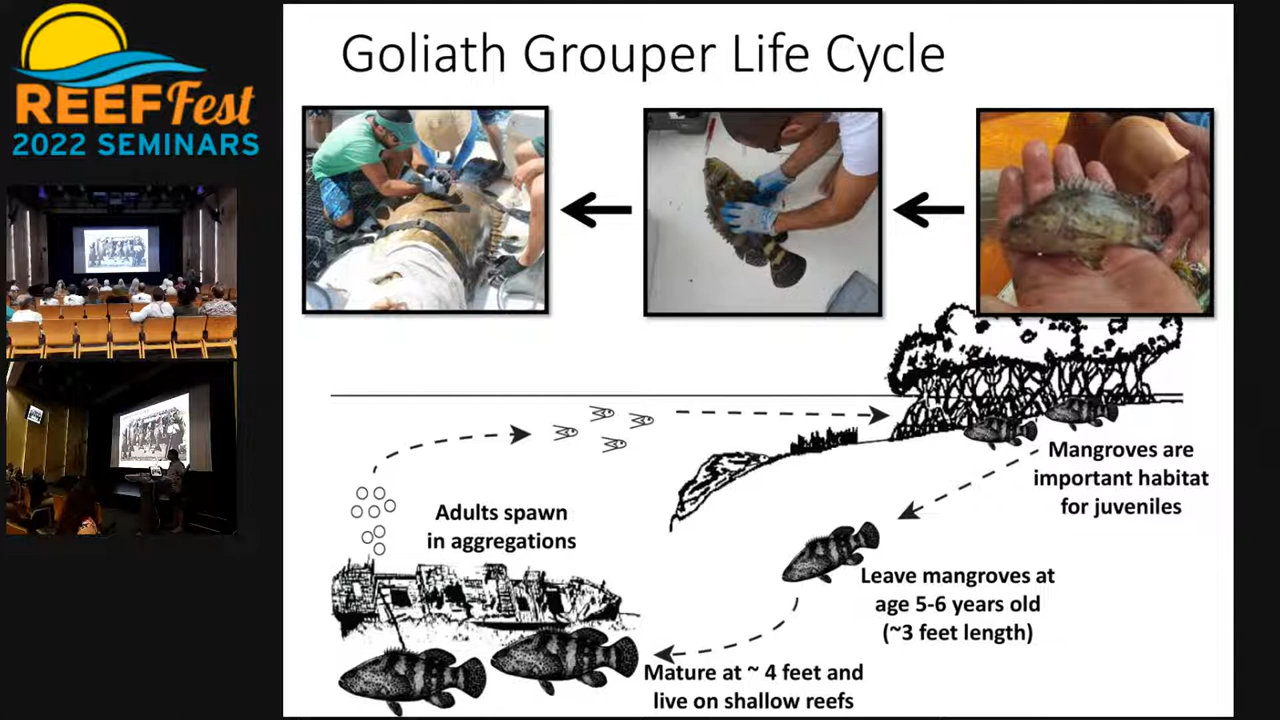 REEF Fest
2022 SEMINARS
Goliath Grouper Life Cycle
Mangroves are
important habitat
for juveniles
Adults spawn
in aggregations
Leave mangroves at
age 5-6 years old
(~3 feet length)
Mature at ~ 4 feet and
live on shallow reefs